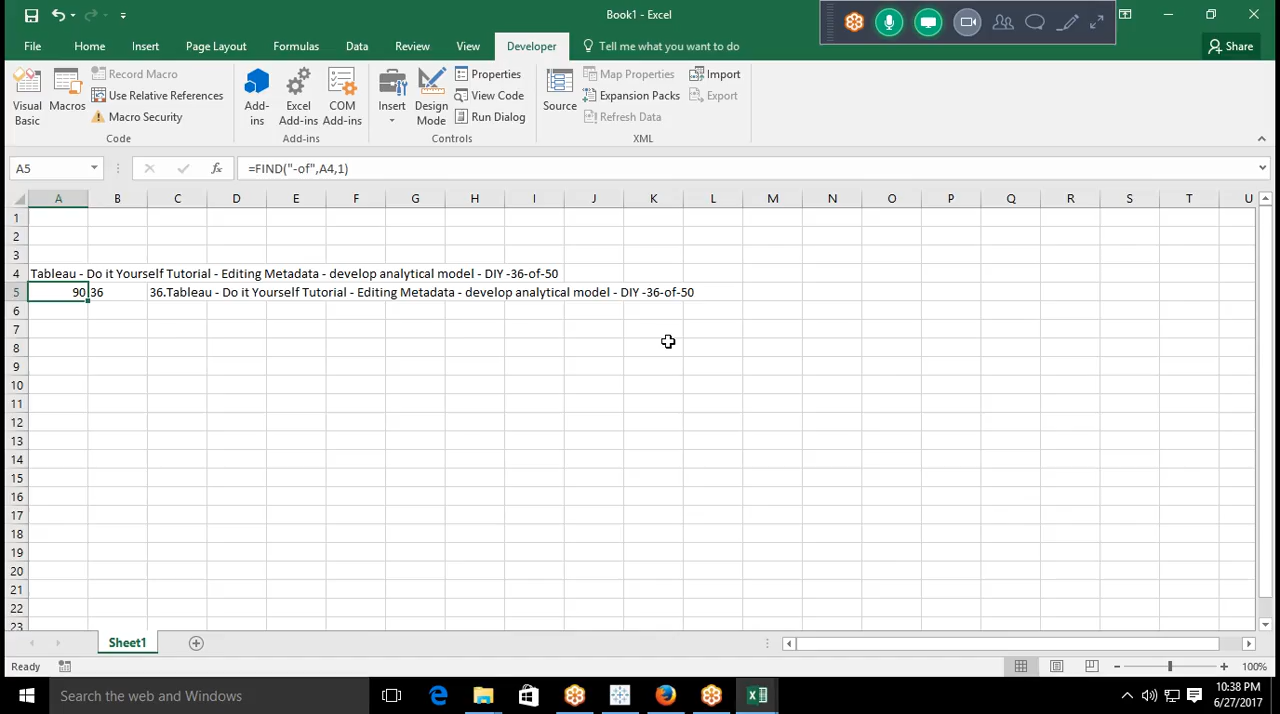 Book1 - Excel
File Home Insert Page Layout Formulas Data Review View Developer Tell me what you want to do Share
Visual Basic
Macros
Record Macro
Use Relative References
Macro Security
Code
Add-ins
Excel Add-ins
COM Add-ins
Add-ins
Insert
Design Mode
Properties
View Code
Run Dialog
Controls
Source
Map Properties
Expansion Packs
Refresh Data
Import
Export
XML
A5 fx =FIND("-of",A4,1)
A B C D E F G H I J K L M N O P Q R S T U
1
2
3
4 Tableau - Do it Yourself Tutorial - Editing Metadata - develop analytical model - DIY -36-of-50
5 90 36 36.Tableau - Do it Yourself Tutorial - Editing Metadata - develop analytical model - DIY -36-of-50
6
7
8
9
10
11
12
13
14
15
16
17
18
19
20
21
22
23
Sheet1
Ready 100%
Search the web and Windows
10:38 PM
6/27/2017